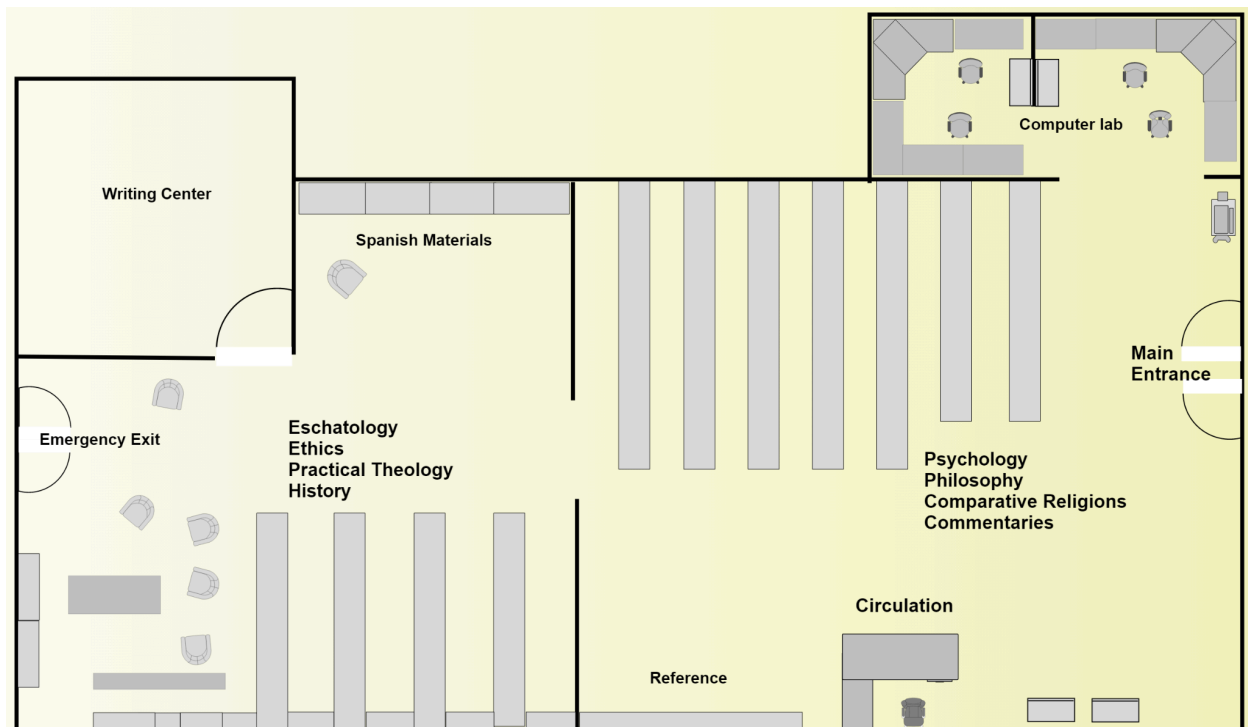 Computer lab
Writing Center
Spanish Materials
Main
Entrance
Eschatology
Ethics
Practical Theology
History
Emergency Exit
Psychology
Philosophy
Comparative Religions
Commentaries
Circulation
Reference